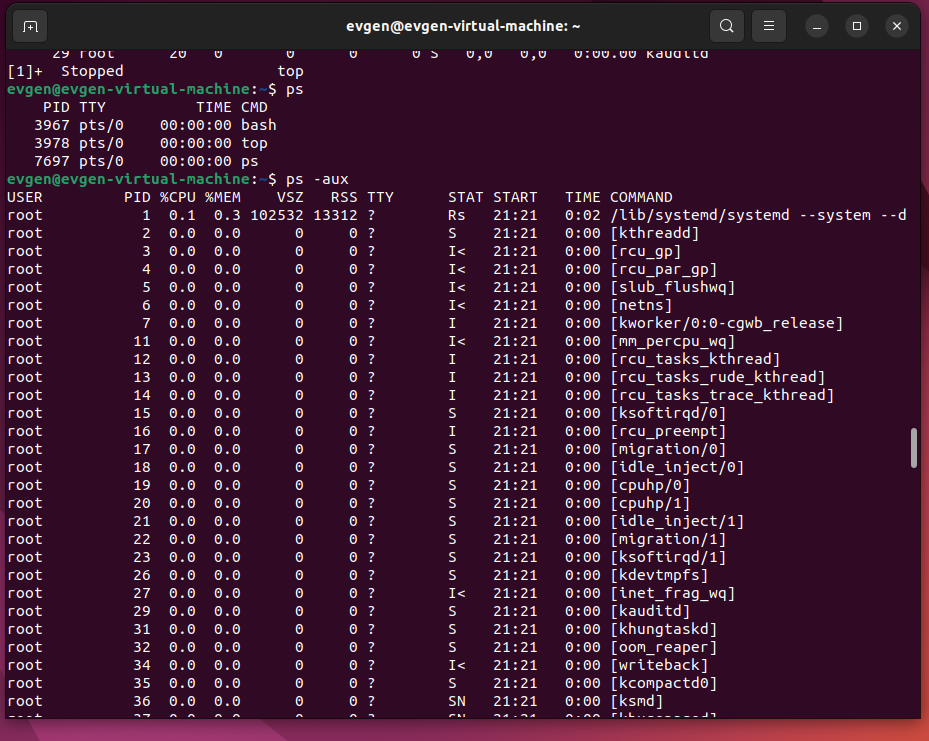 evgen@evgen-virtual-machine: ~
29 root 20 0 0 0 0 S 0,0 0,0 0:00.00 kauditd
[1]+  Stopped                 top
evgen@evgen-virtual-machine:~$ ps
    PID TTY          TIME CMD
   3967 pts/0    00:00:00 bash
   3978 pts/0    00:00:00 top
   7697 pts/0    00:00:00 ps
evgen@evgen-virtual-machine:~$ ps -aux
USER         PID %CPU %MEM    VSZ   RSS TTY      STAT START   TIME COMMAND
root           1  0.1  0.3 102532 13312 ?        Rs   21:21   0:02 /lib/systemd/systemd --system --d
root           2  0.0  0.0      0     0 ?        S    21:21   0:00 [kthreadd]
root           3  0.0  0.0      0     0 ?        I<   21:21   0:00 [rcu_gp]
root           4  0.0  0.0      0     0 ?        I<   21:21   0:00 [rcu_par_gp]
root           5  0.0  0.0      0     0 ?        I<   21:21   0:00 [slub_flushwq]
root           6  0.0  0.0      0     0 ?        I<   21:21   0:00 [netns]
root           7  0.0  0.0      0     0 ?        I    21:21   0:00 [kworker/0:0-cgwb_release]
root          11  0.0  0.0      0     0 ?        I<   21:21   0:00 [mm_percpu_wq]
root          12  0.0  0.0      0     0 ?        I    21:21   0:00 [rcu_tasks_kthread]
root          13  0.0  0.0      0     0 ?        I    21:21   0:00 [rcu_tasks_rude_kthread]
root          14  0.0  0.0      0     0 ?        I    21:21   0:00 [rcu_tasks_trace_kthread]
root          15  0.0  0.0      0     0 ?        S    21:21   0:00 [ksoftirqd/0]
root          16  0.0  0.0      0     0 ?        I    21:21   0:00 [rcu_preempt]
root          17  0.0  0.0      0     0 ?        S    21:21   0:00 [migration/0]
root          18  0.0  0.0      0     0 ?        S    21:21   0:00 [idle_inject/0]
root          19  0.0  0.0      0     0 ?        S    21:21   0:00 [cpuhp/0]
root          20  0.0  0.0      0     0 ?        S    21:21   0:00 [cpuhp/1]
root          21  0.0  0.0      0     0 ?        S    21:21   0:00 [idle_inject/1]
root          22  0.0  0.0      0     0 ?        S    21:21   0:00 [migration/1]
root          23  0.0  0.0      0     0 ?        S    21:21   0:00 [ksoftirqd/1]
root          26  0.0  0.0      0     0 ?        S    21:21   0:00 [kdevtmpfs]
root          27  0.0  0.0      0     0 ?        I<   21:21   0:00 [inet_frag_wq]
root          29  0.0  0.0      0     0 ?        S    21:21   0:00 [kauditd]
root          31  0.0  0.0      0     0 ?        S    21:21   0:00 [khungtaskd]
root          32  0.0  0.0      0     0 ?        S    21:21   0:00 [oom_reaper]
root          34  0.0  0.0      0     0 ?        I<   21:21   0:00 [writeback]
root          35  0.0  0.0      0     0 ?        S    21:21   0:00 [kcompactd0]
root          36  0.0  0.0      0     0 ?        SN   21:21   0:00 [ksmd]